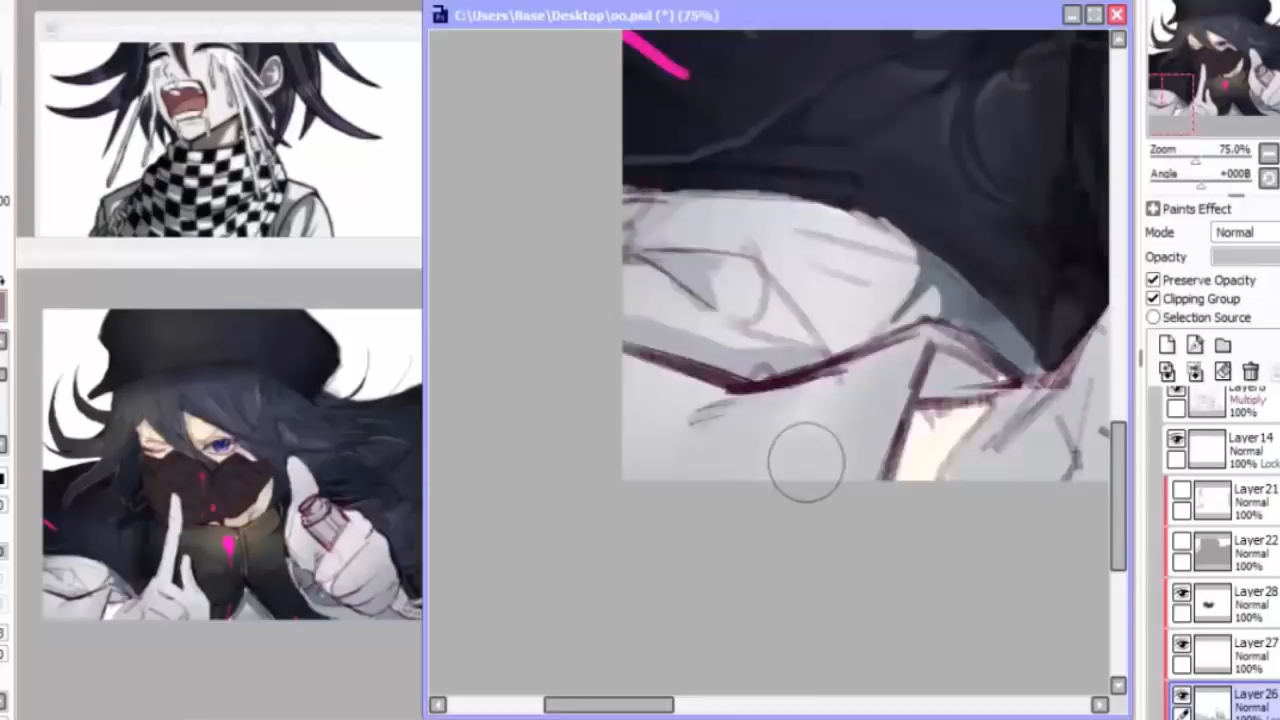 C:\Users\Base\Desktop\oo.psd (*) (75%)
Zoom 75.0%
Angle +000B
Paints Effect
Mode Normal
Opacity
Preserve Opacity
Clipping Group
Selection Source
Multiply
100%
Layer14
Normal
100% Lock
Layer21
Normal
100%
Layer22
Normal
100%
Layer28
Normal
100%
Layer27
Normal
100%
Layer26
Normal